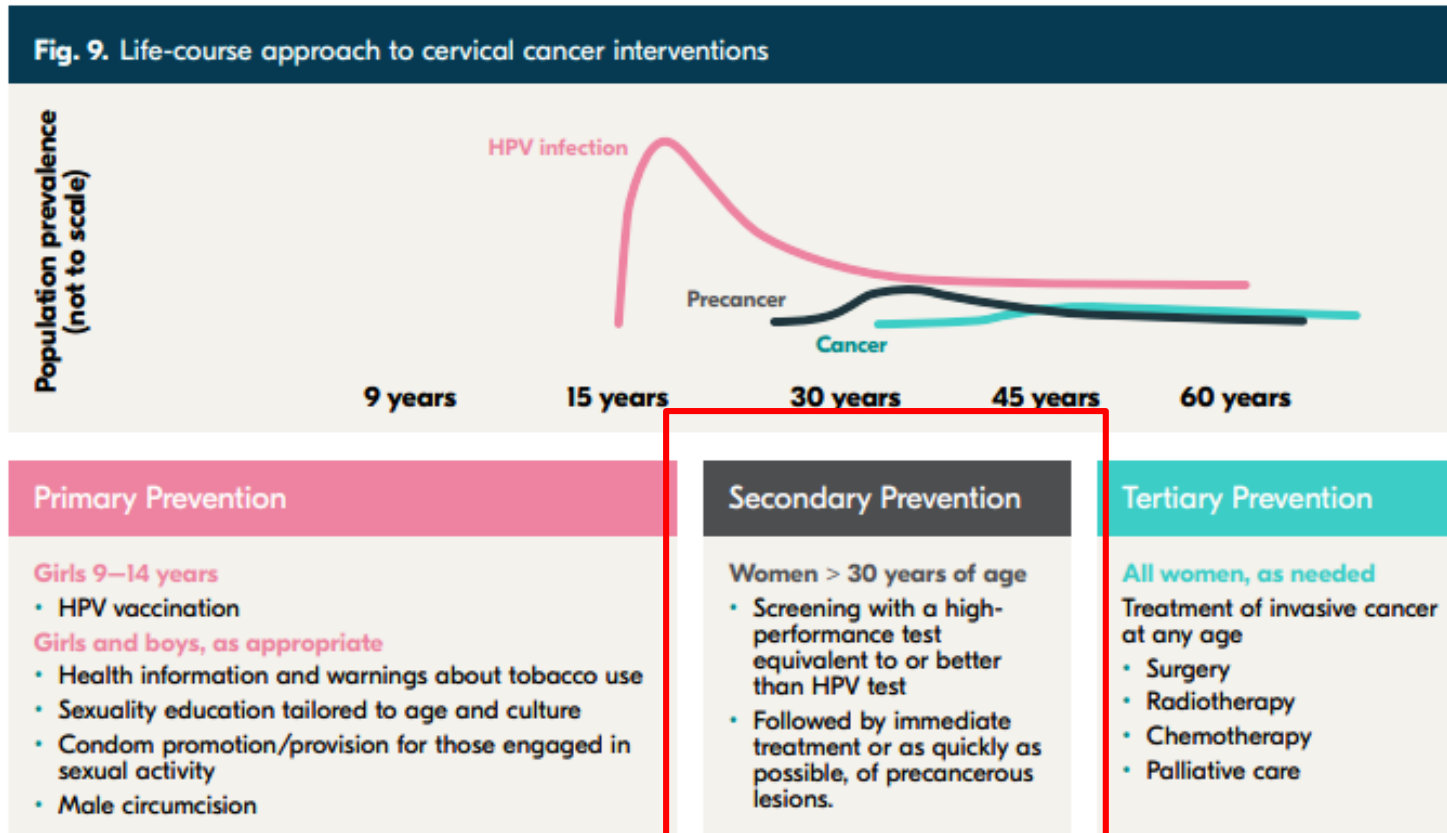 Fig. 9. Life-course approach to cervical cancer interventions
Population prevalence
(not to scale)
HPV infection
Precancer
Cancer
9 years
15 years
30 years
45 years
60 years
Primary Prevention
Girls 9–14 years
• HPV vaccination
Girls and boys, as appropriate
• Health information and warnings about tobacco use
• Sexuality education tailored to age and culture
• Condom promotion/provision for those engaged in
sexual activity
• Male circumcision
Secondary Prevention
Women > 30 years of age
• Screening with a high-
performance test
equivalent to or better
than HPV test
• Followed by immediate
treatment or as quickly as
possible, of precancerous
lesions.
Tertiary Prevention
All women, as needed
Treatment of invasive cancer
at any age
• Surgery
• Radiotherapy
• Chemotherapy
• Palliative care